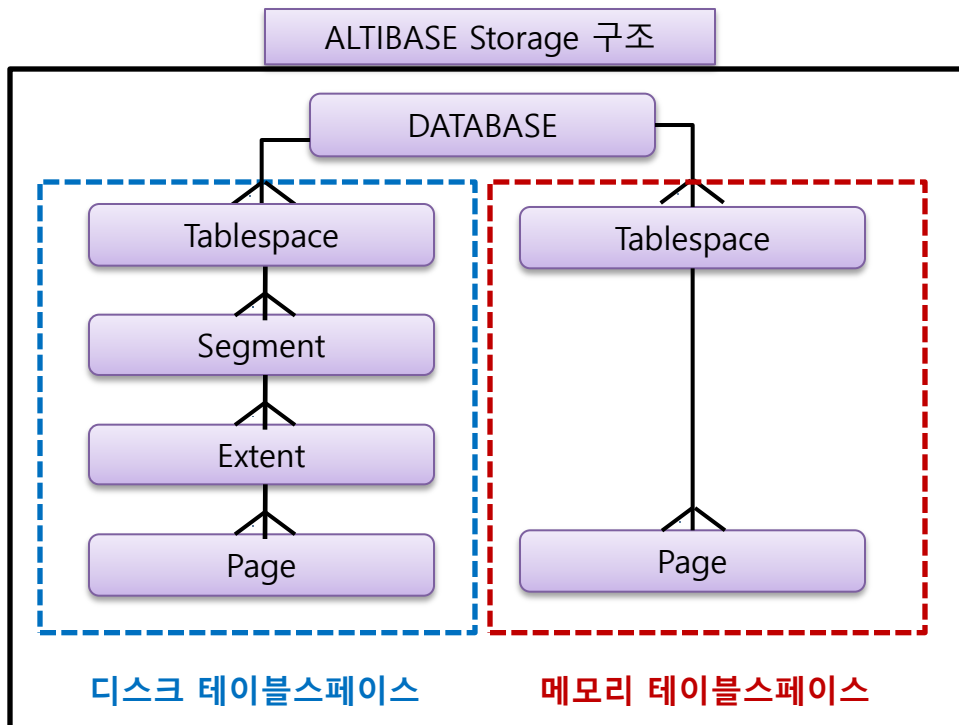 ALTIBASE Storage 구조
DATABASE
Tablespace
Segment
Extent
Page
디스크 테이블스페이스
Tablespace
Page
메모리 테이블스페이스